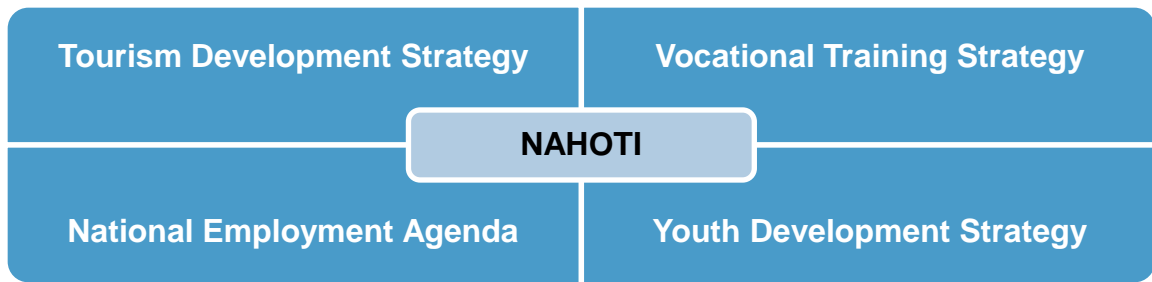 Tourism Development Strategy
Vocational Training Strategy
NAHOTI
National Employment Agenda
Youth Development Strategy